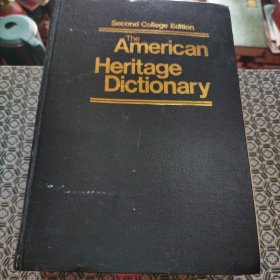 Second College Edition
The
American
Heritage
Dictionary